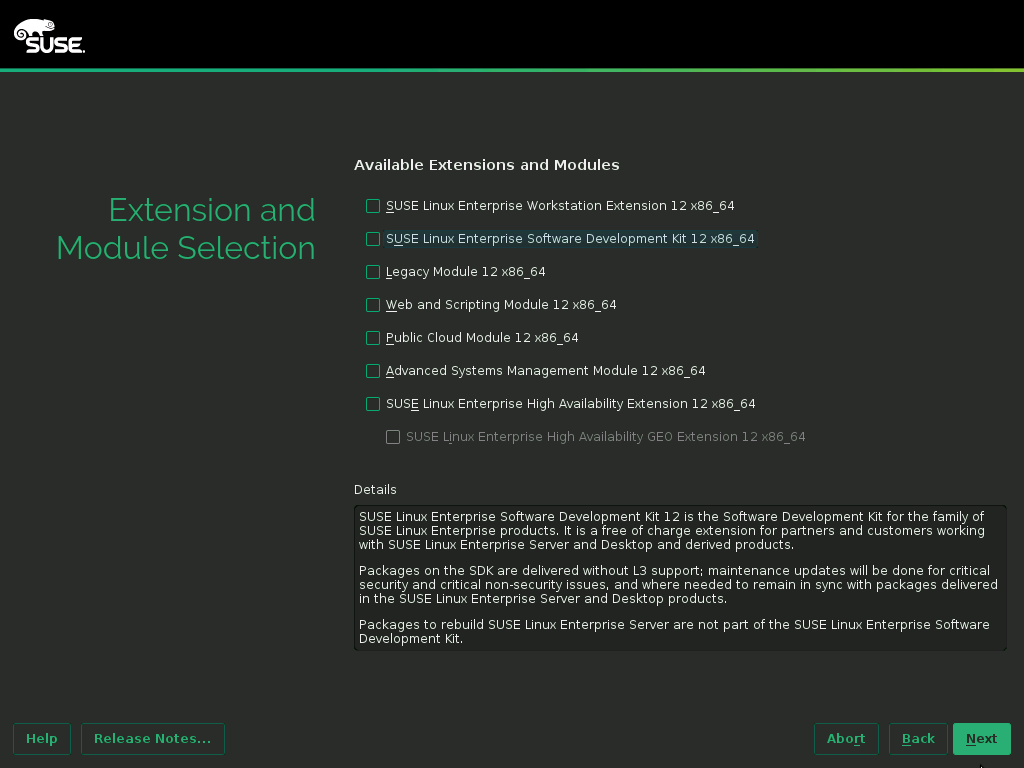 SUSE.
Extension and
Module Selection
Available Extensions and Modules
SUSE Linux Enterprise Workstation Extension 12 x86_64
SUSE Linux Enterprise Software Development Kit 12 x86_64
Legacy Module 12 x86_64
Web and Scripting Module 12 x86_64
Public Cloud Module 12 x86_64
Advanced Systems Management Module 12 x86_64
SUSE Linux Enterprise High Availability Extension 12 x86_64
SUSE Linux Enterprise High Availability GEO Extension 12 x86_64
Details
SUSE Linux Enterprise Software Development Kit 12 is the Software Development Kit for the family of
SUSE Linux Enterprise products. It is a free of charge extension for partners and customers working
with SUSE Linux Enterprise Server and Desktop and derived products.
Packages on the SDK are delivered without L3 support; maintenance updates will be done for critical
security and critical non-security issues, and where needed to remain in sync with packages delivered
in the SUSE Linux Enterprise Server and Desktop products.
Packages to rebuild SUSE Linux Enterprise Server are not part of the SUSE Linux Enterprise Software
Development Kit.
Help
Release Notes...
Abort
Back
Next